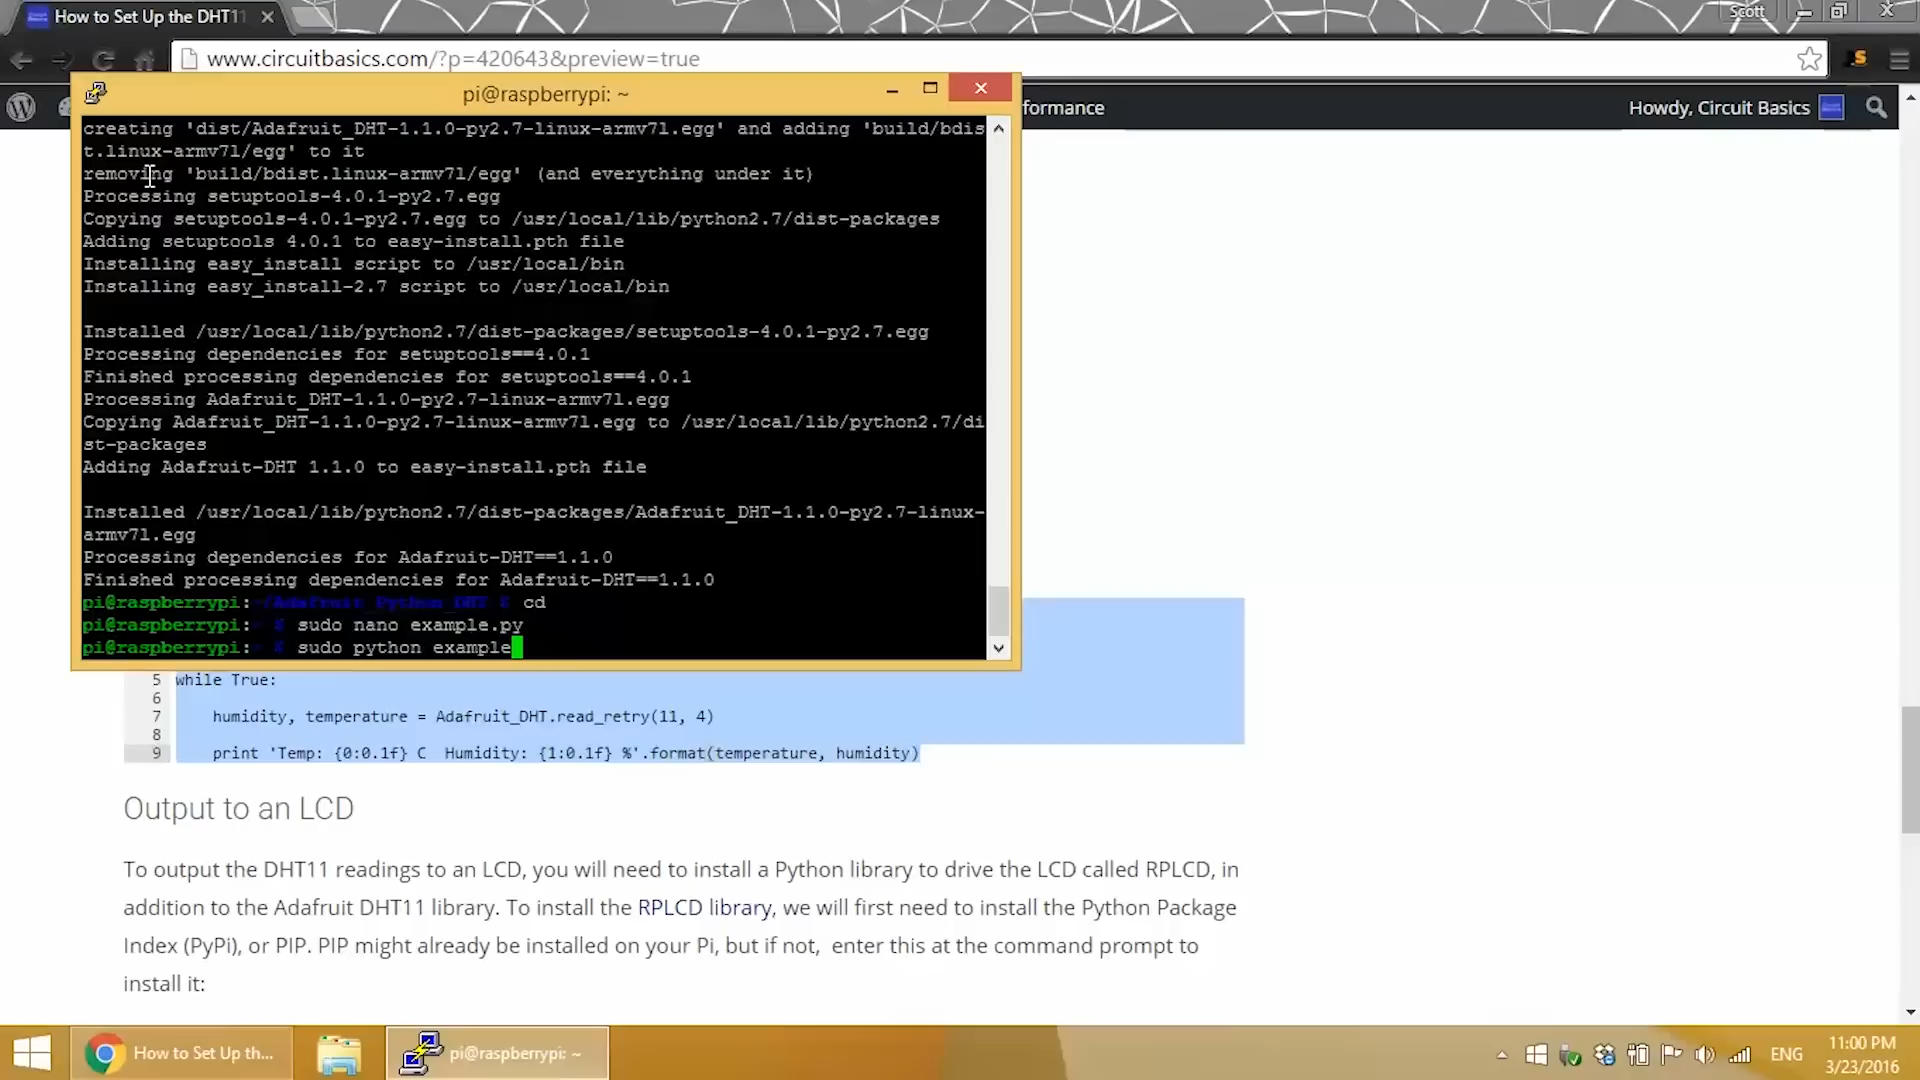 How to Set Up the DHT11
Scott
www.circuitbasics.com/?p=420643&preview=true
pi@raspberrypi: ~
formance
Howdy, Circuit Basics
creating 'dist/Adafruit_DHT-1.1.0-py2.7-linux-armv7l.egg' and adding 'build/bdis
t.linux-armv7l/egg' to it
removing 'build/bdist.linux-armv7l/egg' (and everything under it)
Processing setuptools-4.0.1-py2.7.egg
Copying setuptools-4.0.1-py2.7.egg to /usr/local/lib/python2.7/dist-packages
Adding setuptools 4.0.1 to easy-install.pth file
Installing easy_install script to /usr/local/bin
Installing easy_install-2.7 script to /usr/local/bin
Installed /usr/local/lib/python2.7/dist-packages/setuptools-4.0.1-py2.7.egg
Processing dependencies for setuptools==4.0.1
Finished processing dependencies for setuptools==4.0.1
Processing Adafruit_DHT-1.1.0-py2.7-linux-armv7l.egg
Copying Adafruit_DHT-1.1.0-py2.7-linux-armv7l.egg to /usr/local/lib/python2.7/di
st-packages
Adding Adafruit-DHT 1.1.0 to easy-install.pth file
Installed /usr/local/lib/python2.7/dist-packages/Adafruit_DHT-1.1.0-py2.7-linux-
armv7l.egg
Processing dependencies for Adafruit-DHT==1.1.0
Finished processing dependencies for Adafruit-DHT==1.1.0
pi@raspberrypi:~/Adafruit_Python_DHT $ cd
pi@raspberrypi:~ $ sudo nano example.py
pi@raspberrypi:~ $ sudo python example
5 while True:
6
7 humidity, temperature = Adafruit_DHT.read_retry(11, 4)
8
9 print 'Temp: {0:0.1f} C  Humidity: {1:0.1f} %'.format(temperature, humidity)
Output to an LCD
To output the DHT11 readings to an LCD, you will need to install a Python library to drive the LCD called RPLCD, in
addition to the Adafruit DHT11 library. To install the RPLCD library, we will first need to install the Python Package
Index (PyPi), or PIP. PIP might already be installed on your Pi, but if not,  enter this at the command prompt to
install it:
How to Set Up th...
pi@raspberrypi: ~
ENG
11:00 PM
3/23/2016